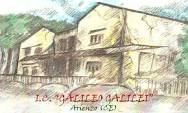 I.C. "GALILEO GALILEI"
Arienzo (CE)